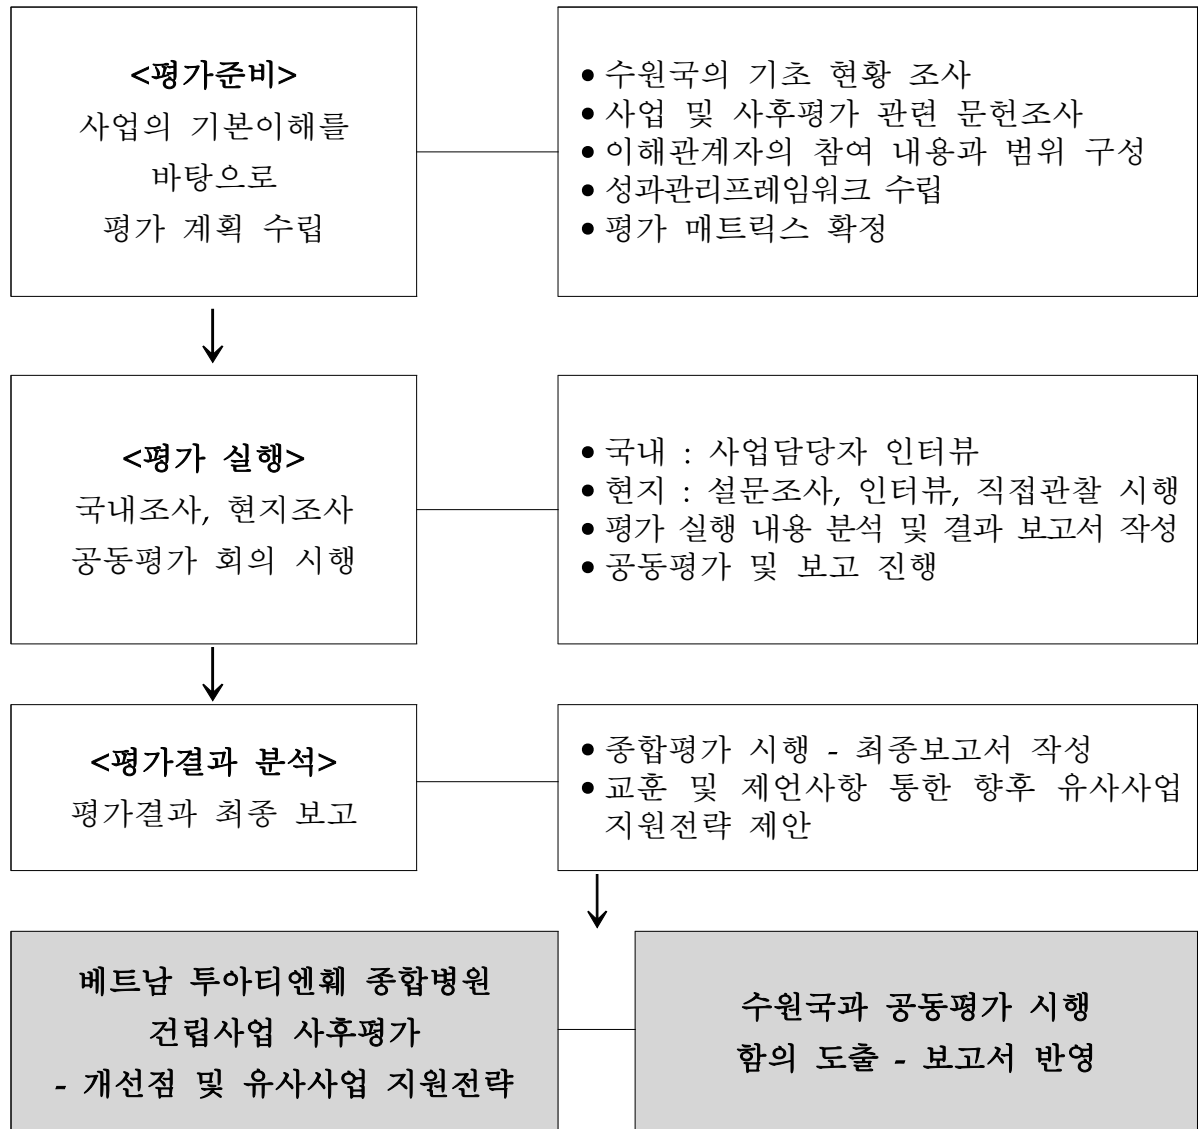 <평가준비>
사업의 기본이해를
바탕으로
평가 계획 수립
• 수원국의 기초 현황 조사
• 사업 및 사후평가 관련 문헌조사
• 이해관계자의 참여 내용과 범위 구성
• 성과관리프레임워크 수립
• 평가 매트릭스 확정
<평가 실행>
국내조사, 현지조사
공동평가 회의 시행
• 국내 : 사업담당자 인터뷰
• 현지 : 설문조사, 인터뷰, 직접관찰 시행
• 평가 실행 내용 분석 및 결과 보고서 작성
• 공동평가 및 보고 진행
<평가결과 분석>
평가결과 최종 보고
• 종합평가 시행 - 최종보고서 작성
• 교훈 및 제언사항 통한 향후 유사사업
지원전략 제안
베트남 투아티엔훼 종합병원
건립사업 사후평가
- 개선점 및 유사사업 지원전략
수원국과 공동평가 시행
함의 도출 - 보고서 반영